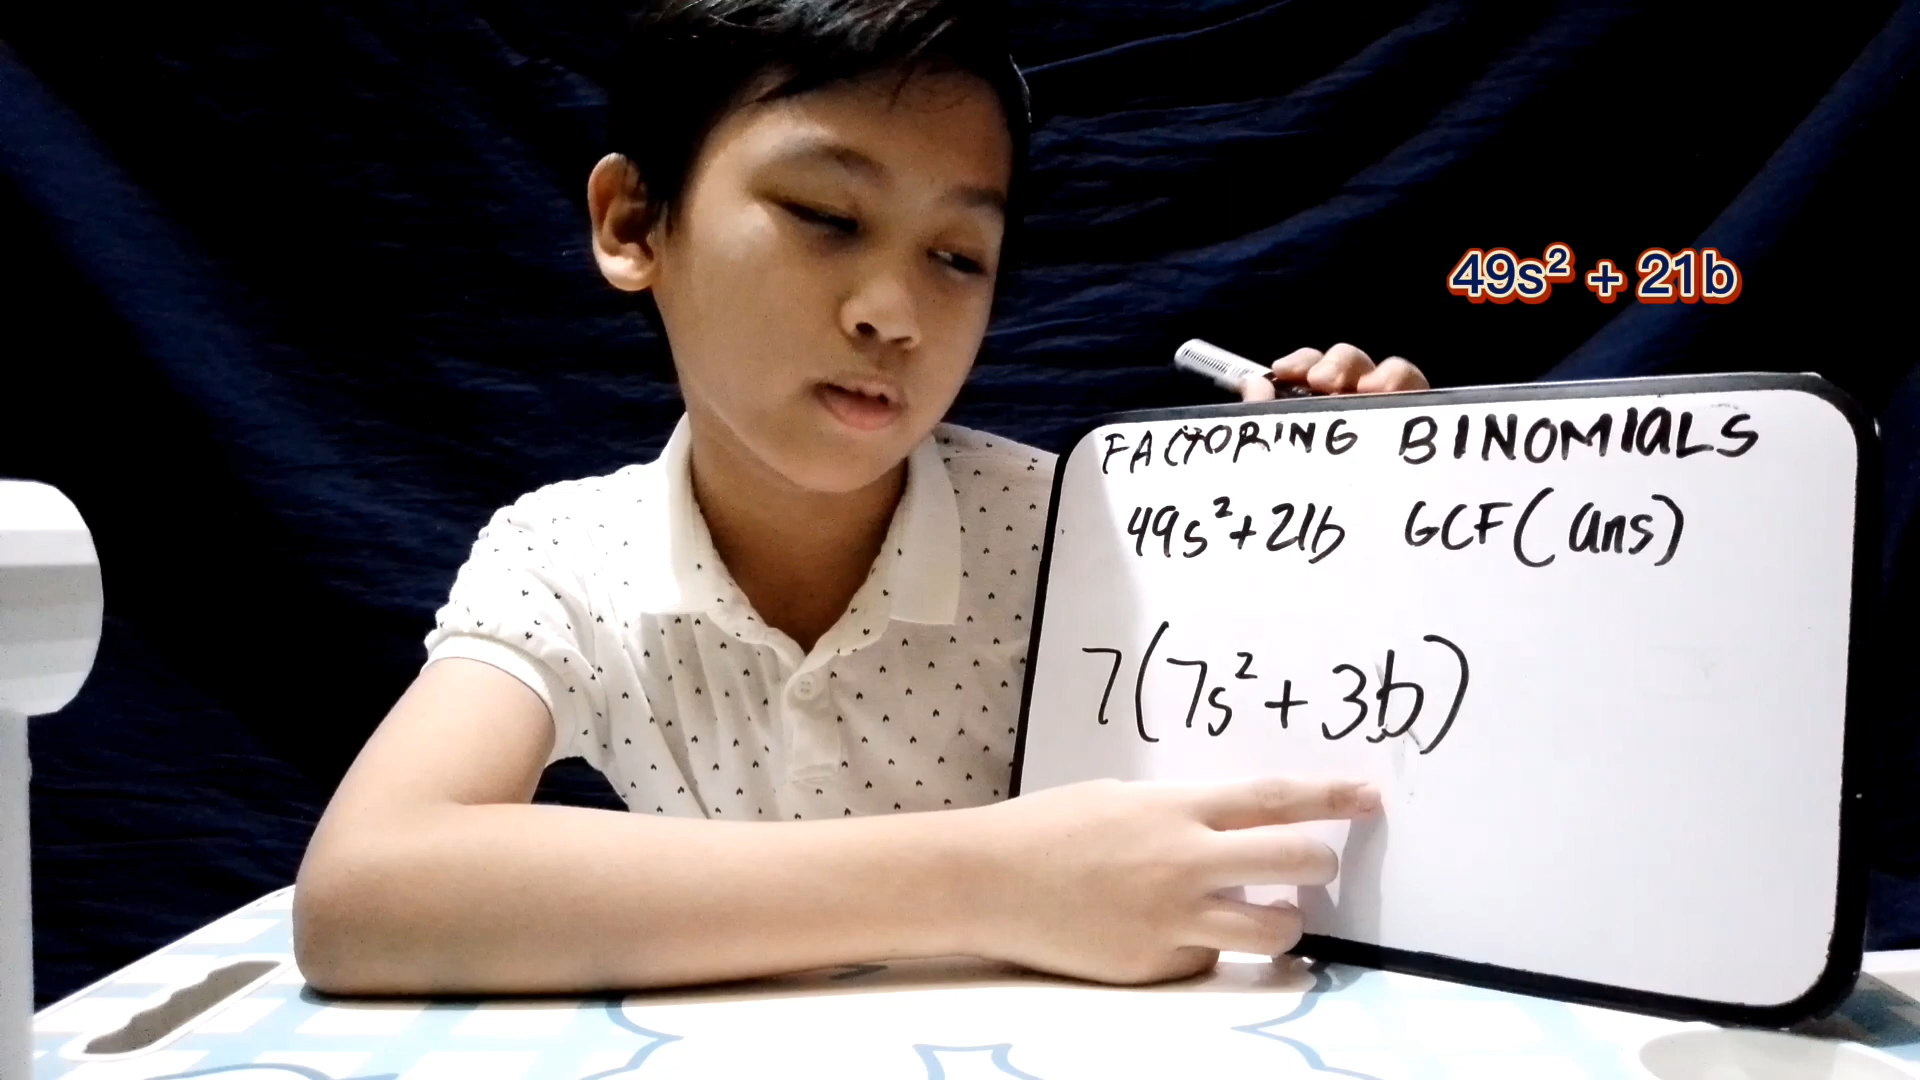 49s² + 21b
FACTORING BINOMIALS
49s²+21b GCF(ans)
7(7s²+3b)